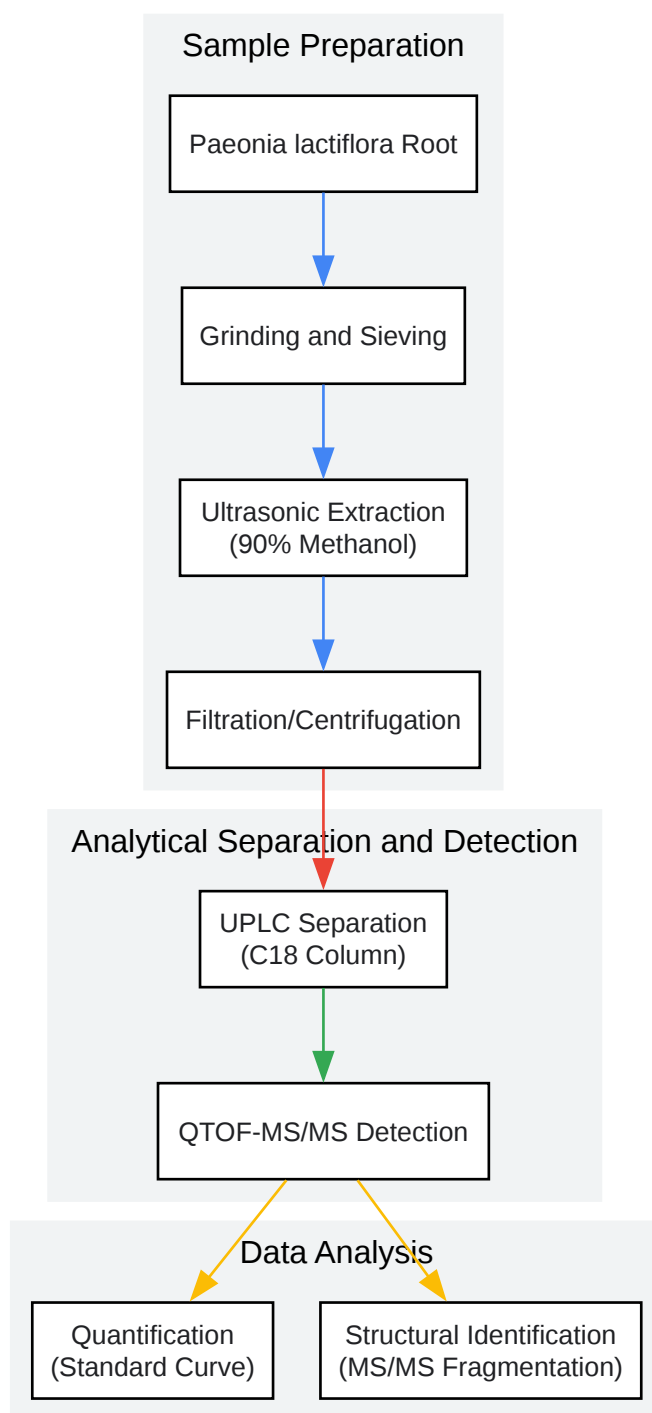 Sample Preparation
Paeonia lactiflora Root
Grinding and Sieving
Ultrasonic Extraction
(90% Methanol)
Filtration/Centrifugation
Analytical Separation and Detection
UPLC Separation
(C18 Column)
QTOF-MS/MS Detection
Data Analysis
Quantification
(Standard Curve)
Structural Identification
(MS/MS Fragmentation)